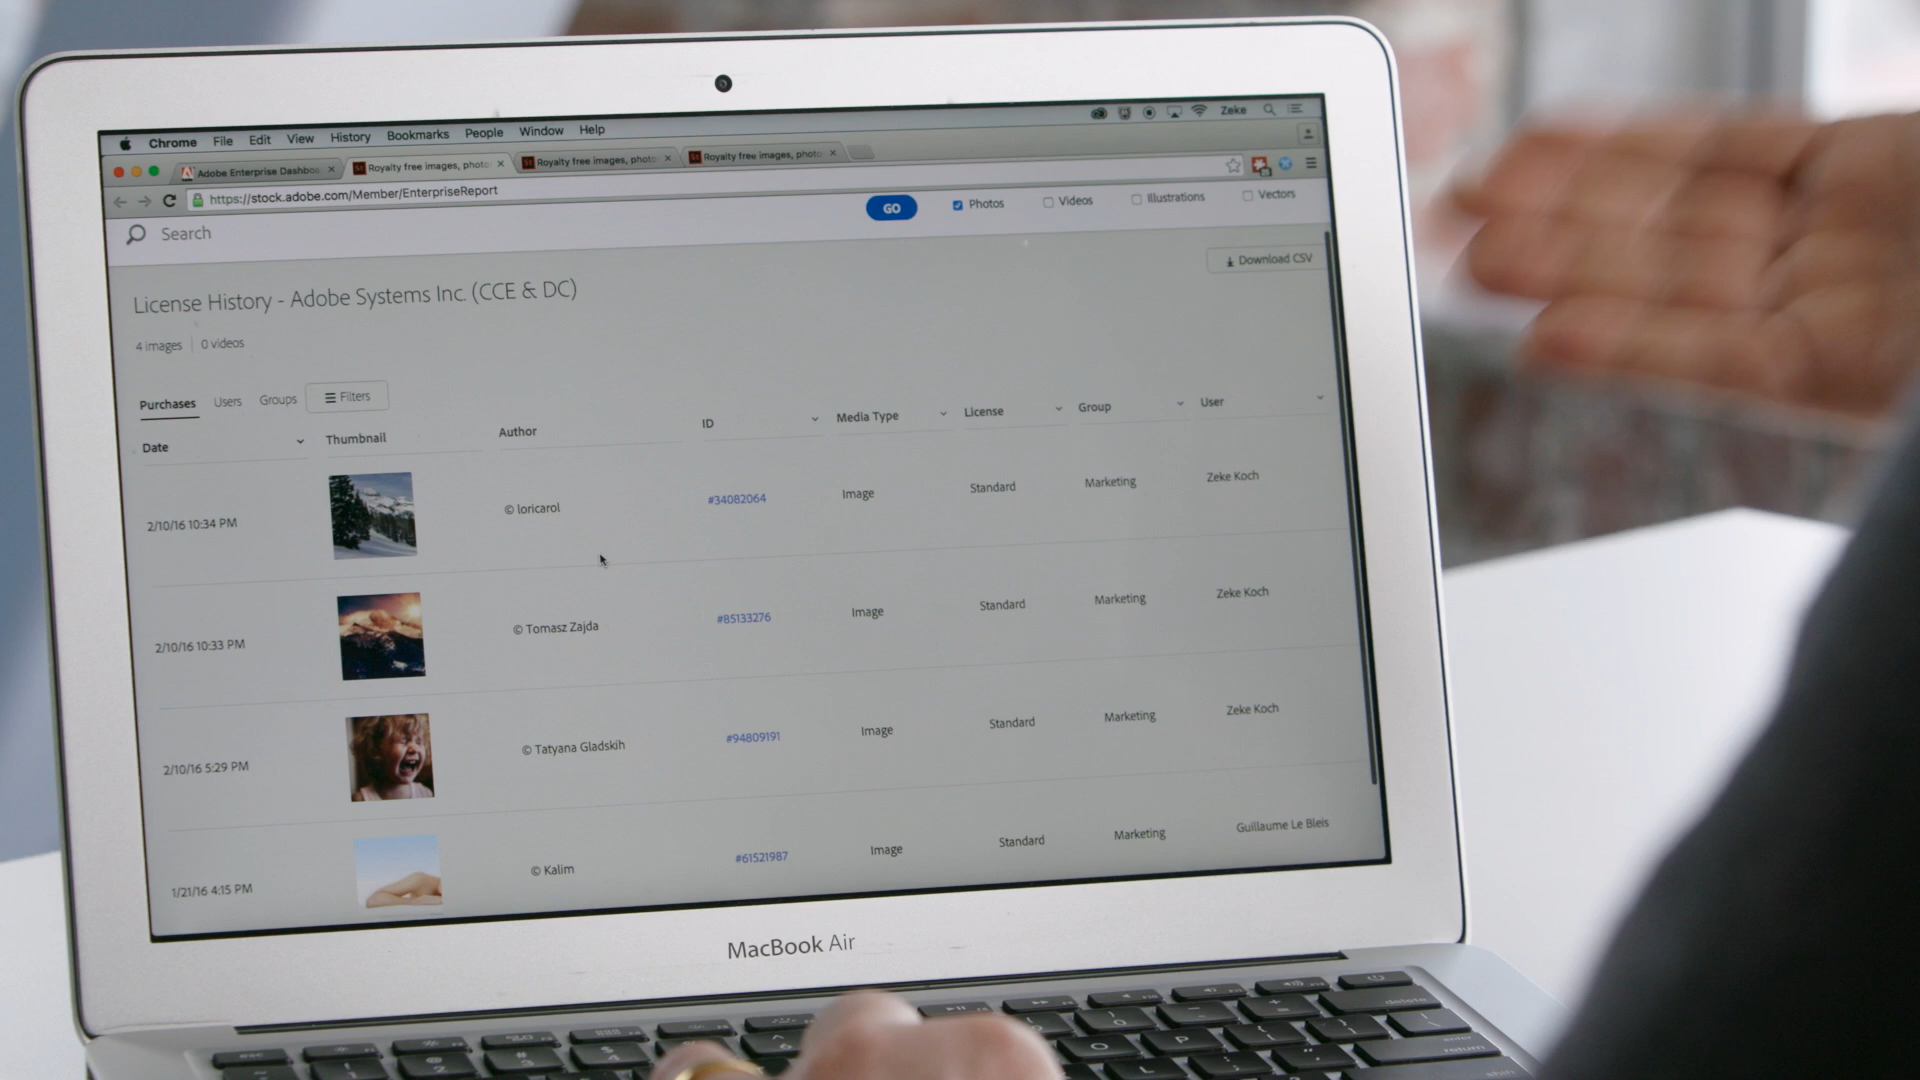 Chrome File Edit View History Bookmarks People Window Help Zeke
Adobe Enterprise Dashbo Royalty free images, photo Royalty free images, photo Royalty free images, photo
https://stock.adobe.com/Member/EnterpriseReport
Search GO Photos Videos Illustrations Vectors
Download CSV
License History - Adobe Systems Inc. (CCE & DC)
4 images 0 videos
Purchases Users Groups Filters
Date Thumbnail Author ID Media Type License Group User
2/10/16 10:34 PM © loricarol #34082064 Image Standard Marketing Zeke Koch
2/10/16 10:33 PM © Tomasz Zajda #85133276 Image Standard Marketing Zeke Koch
2/10/16 5:29 PM © Tatyana Gladskih #94809191 Image Standard Marketing Zeke Koch
1/21/16 4:15 PM © Kalim #61521987 Image Standard Marketing Guillaume Le Bleis
MacBook Air
esc
delete
O P
return
L
shift